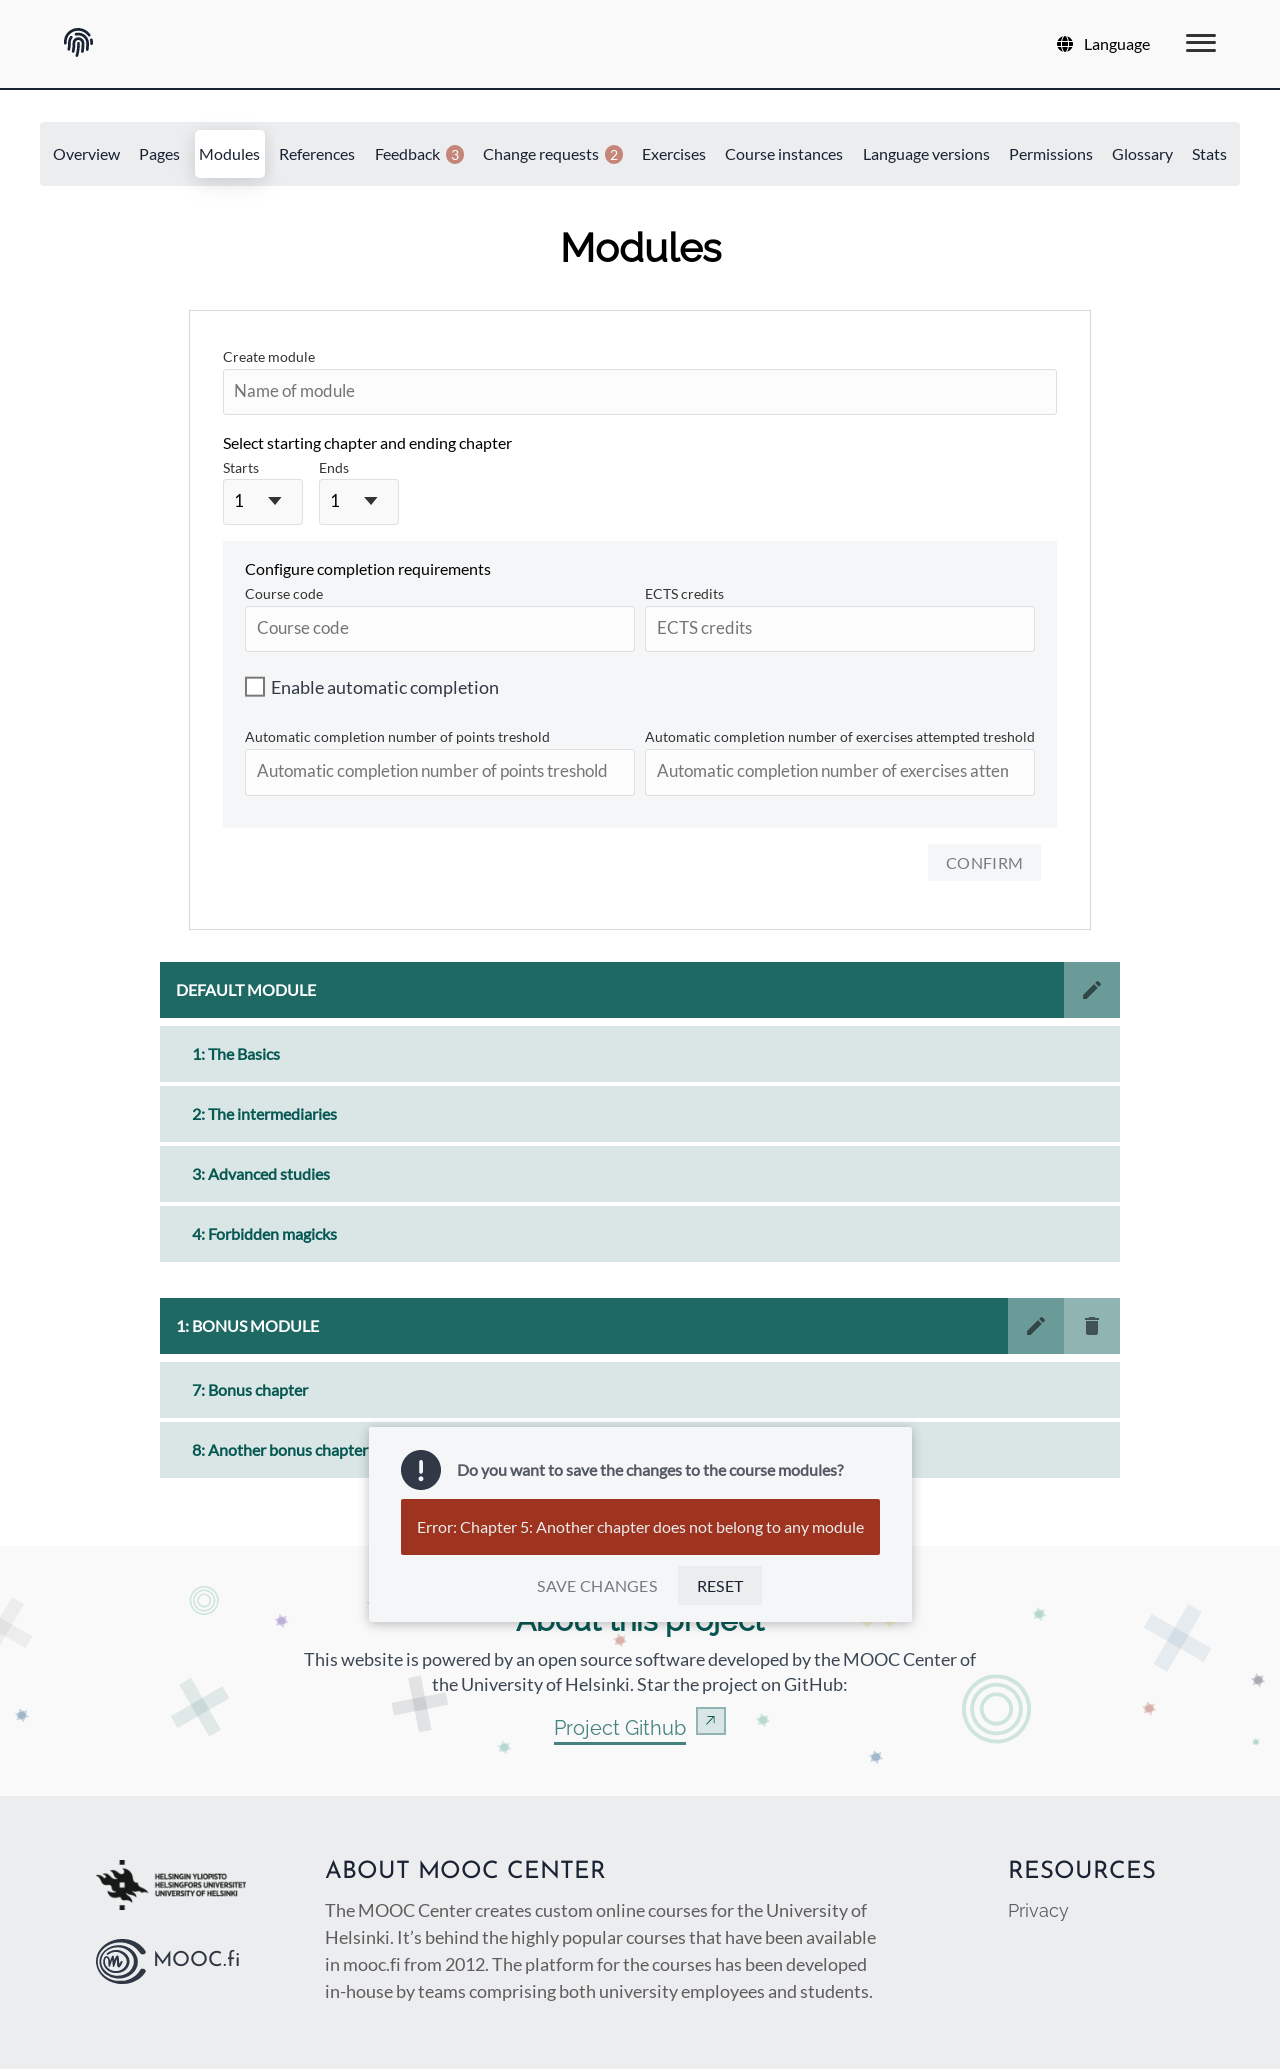 Language
Overview Pages Modules References Feedback 3 Change requests 2 Exercises Course instances Language versions Permissions Glossary Stats
Modules
Create module
Name of module
Select starting chapter and ending chapter
Starts Ends
1 1
Configure completion requirements
Course code ECTS credits
Course code ECTS credits
Enable automatic completion
Automatic completion number of points treshold Automatic completion number of exercises attempted treshold
Automatic completion number of points treshold Automatic completion number of exercises atten
CONFIRM
DEFAULT MODULE
1: The Basics
2: The intermediaries
3: Advanced studies
4: Forbidden magicks
1: BONUS MODULE
7: Bonus chapter
8: Another bonus chapter
Do you want to save the changes to the course modules?
Error: Chapter 5: Another chapter does not belong to any module
SAVE CHANGES RESET
About this project
This website is powered by an open source software developed by the MOOC Center of
the University of Helsinki. Star the project on GitHub:
Project Github
HELSINGIN YLIOPISTO
HELSINGFORS UNIVERSITET
UNIVERSITY OF HELSINKI
MOOC.fi
ABOUT MOOC CENTER
The MOOC Center creates custom online courses for the University of
Helsinki. It’s behind the highly popular courses that have been available
in mooc.fi from 2012. The platform for the courses has been developed
in-house by teams comprising both university employees and students.
RESOURCES
Privacy